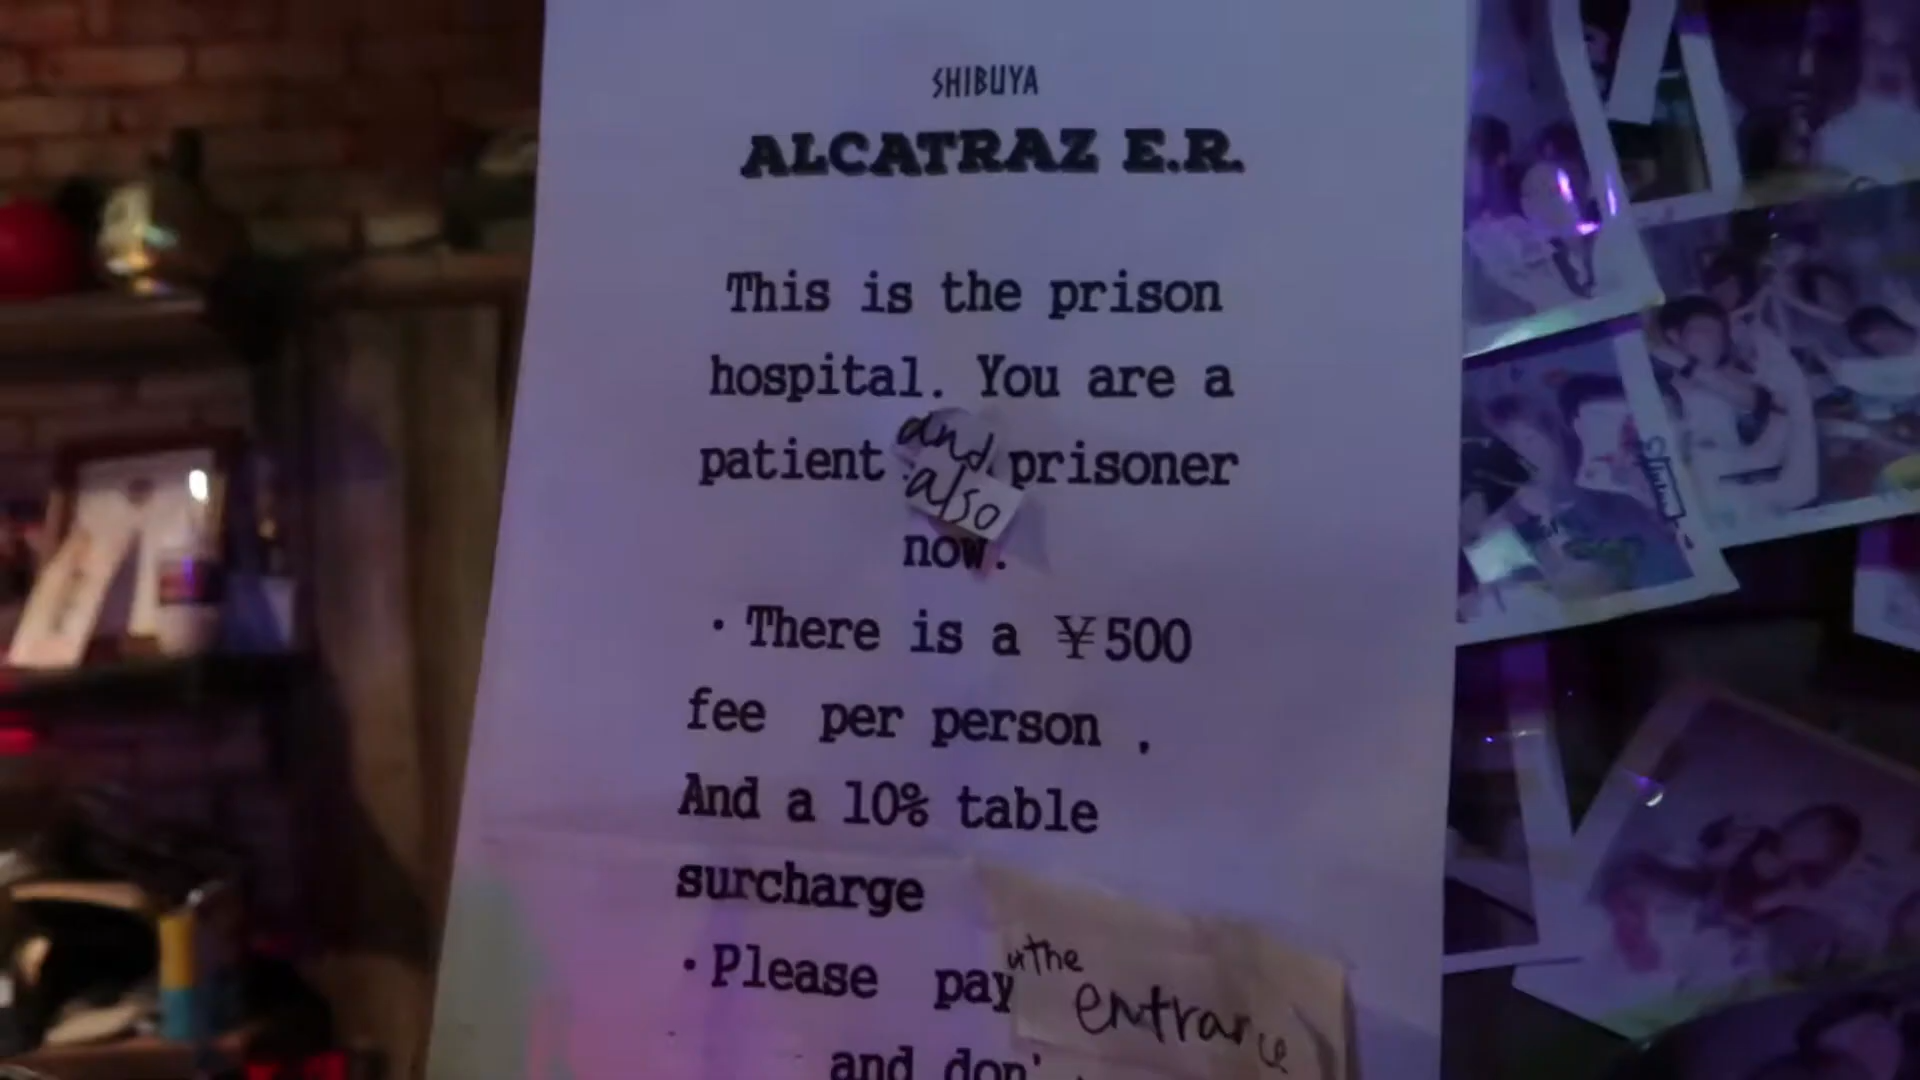 SHIBUYA
ALCATRAZ E.R.
This is the prison
hospital. You are a
patient and also prisoner
now.
・There is a ¥500
fee per person .
And a 10% table
surcharge
・Please pay the entrance
and don'